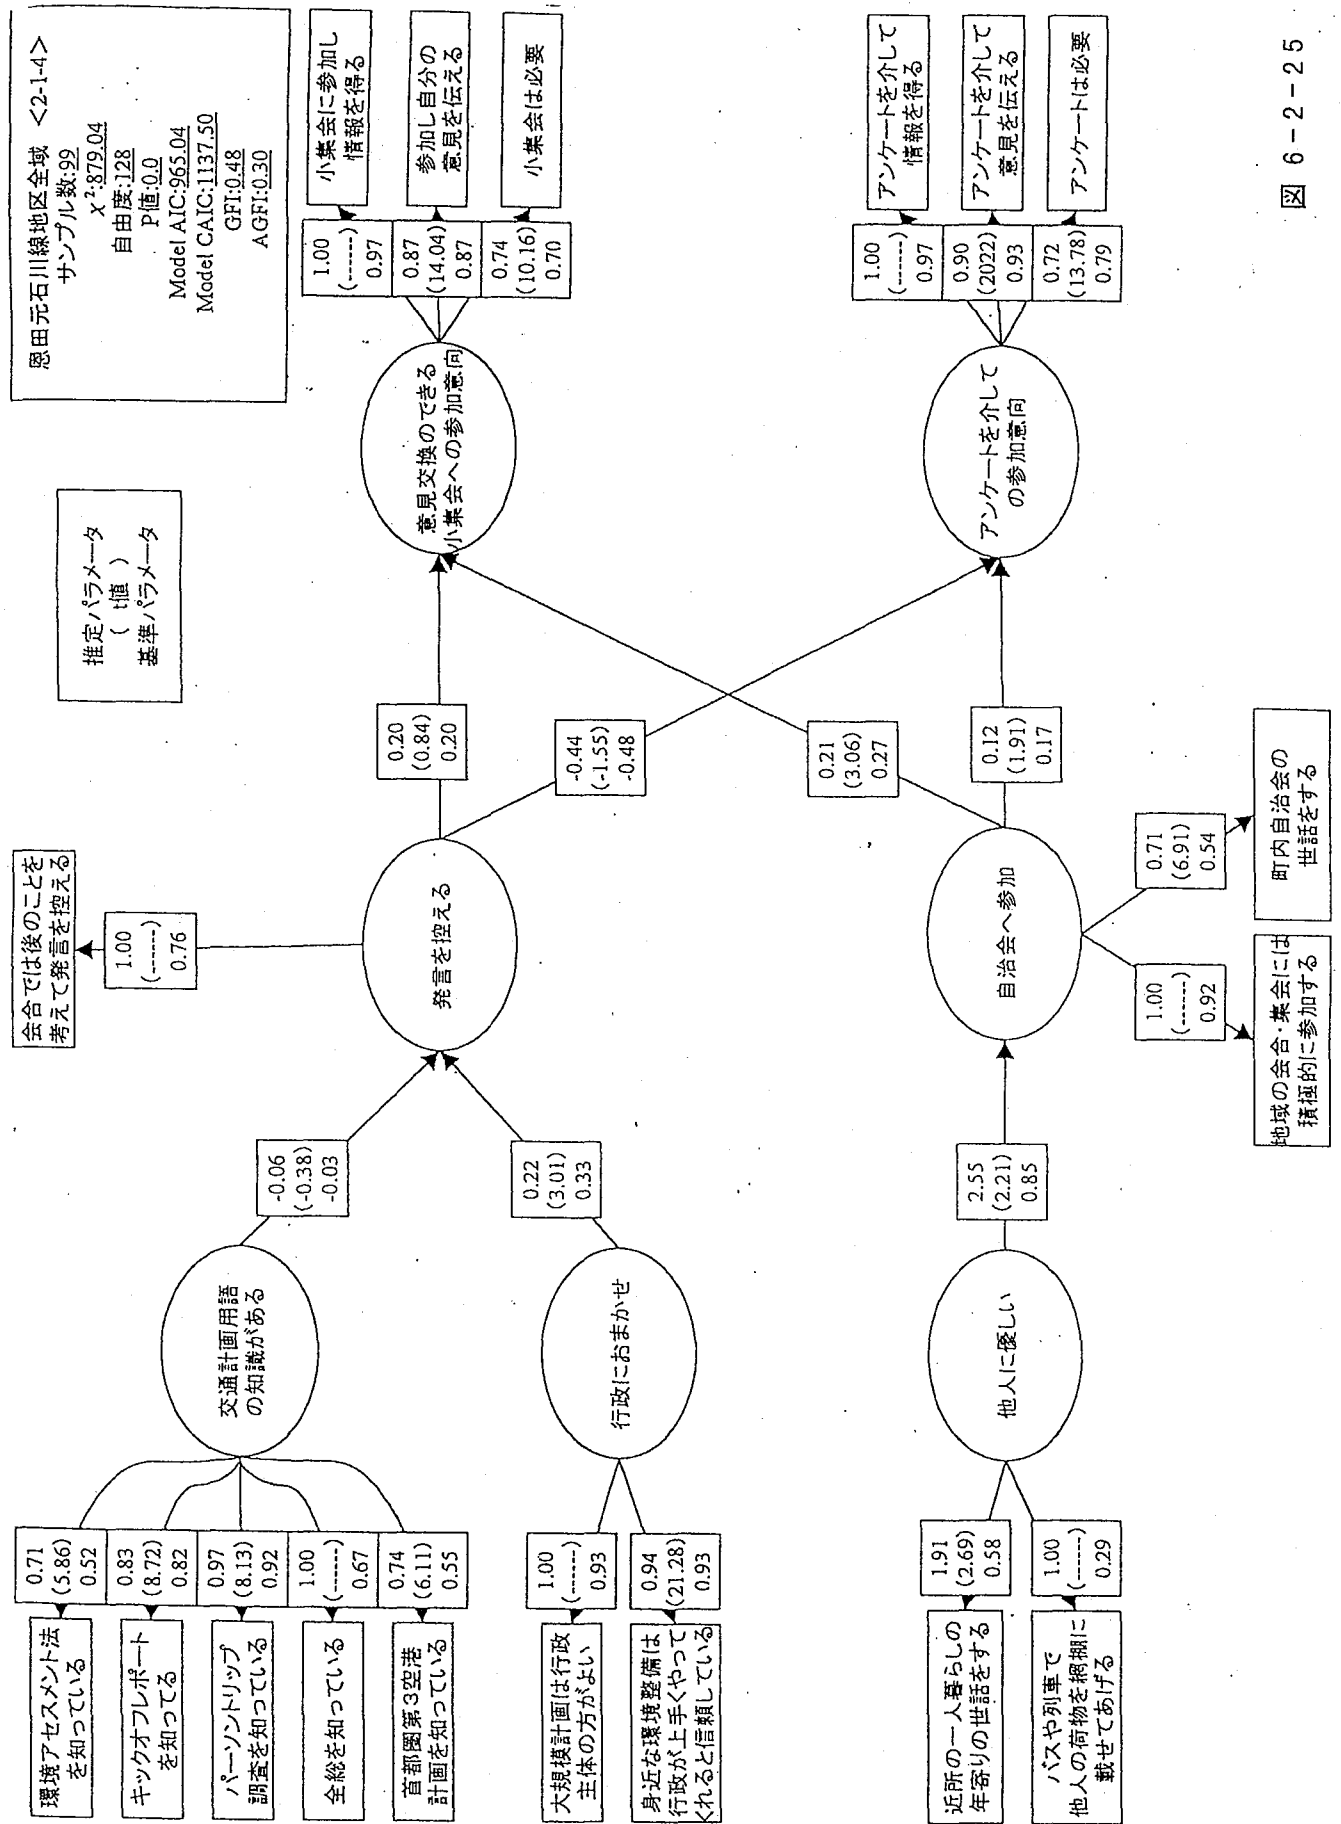 恩田元石川線地区全域 <2-1-4>
サンプル数:99
χ²:879.04
自由度:128
P値:0.0
Model AIC:965.04
Model CAIC:1137.50
GFI:0.48
AGFI:0.30
推定パラメータ
( t値 )
基準パラメータ
会合では後のことを
考えて発言を控える
1.00
(------)
0.76
環境アセスメント法
を知っている
0.71
(5.86)
0.52
キックオフレポート
を知ってる
0.83
(8.72)
0.82
パーソントリップ
調査を知っている
0.97
(8.13)
0.92
全総を知っている
1.00
(------)
0.67
首都圏第3空港
計画を知っている
0.74
(6.11)
0.55
交通計画用語
の知識がある
-0.06
(-0.38)
-0.03
大規模計画は行政
主体の方がよい
1.00
(------)
0.93
身近な環境整備は
行政が上手くやって
くれると信頼している
0.94
(21.28)
0.93
行政におまかせ
0.22
(3.01)
0.33
発言を控える
0.20
(0.84)
0.20
-0.44
(-1.55)
-0.48
意見交換のできる
小集会への参加意向
1.00
(------)
0.97
小集会に参加し
情報を得る
0.87
(14.04)
0.87
参加し自分の
意見を伝える
0.74
(10.16)
0.70
小集会は必要
近所の一人暮らしの
年寄りの世話をする
1.91
(2.69)
0.58
バスや列車で
他人の荷物を網棚に
載せてあげる
1.00
(------)
0.29
他人に優しい
2.55
(2.21)
0.85
自治会へ参加
0.21
(3.06)
0.27
0.12
(1.91)
0.17
1.00
(------)
0.92
地域の会合・集会には
積極的に参加する
0.71
(6.91)
0.54
町内自治会の
世話をする
アンケートを介して
の参加意向
1.00
(------)
0.97
アンケートを介して
情報を得る
0.90
(2022)
0.93
アンケートを介して
意見を伝える
0.72
(13.78)
0.79
アンケートは必要
図 6-2-25